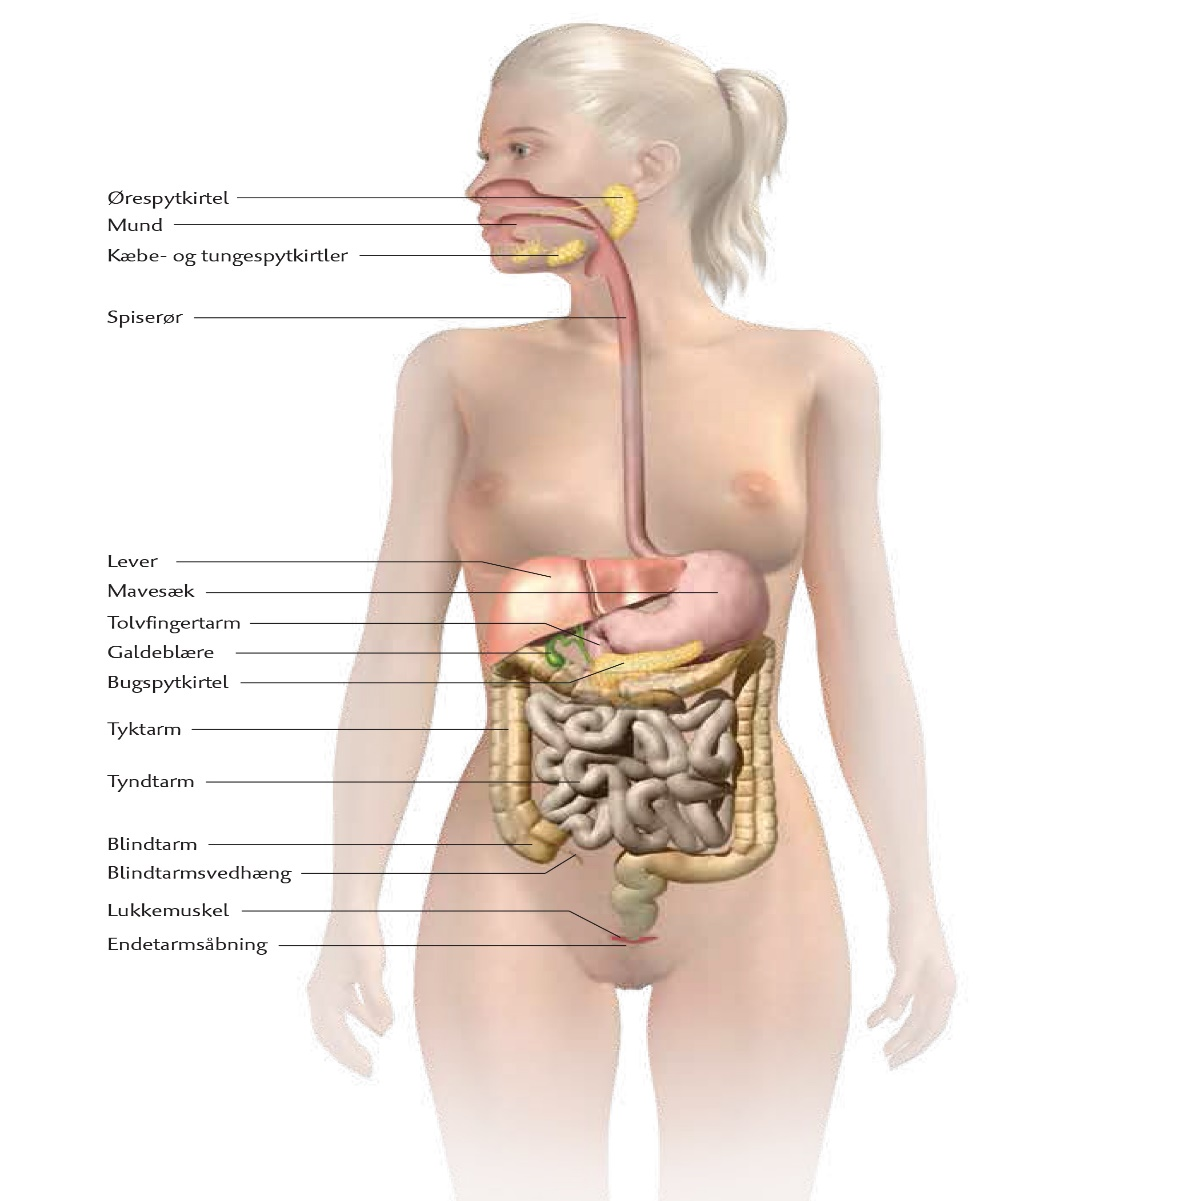 Ørespytkirtel
Mund
Kæbe- og tungespytkirtler
Spiserør
Lever
Mavesæk
Tolvfingertarm
Galdeblære
Bugspytkirtel
Tyktarm
Tyndtarm
Blindtarm
Blindtarmsvedhæng
Lukkemuskel
Endetarmsåbning